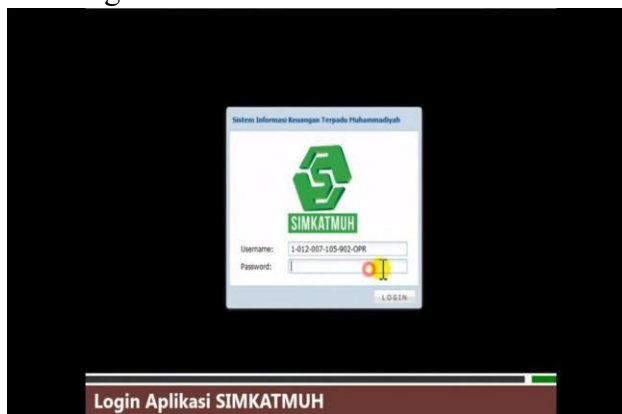 Sistem Informasi Keuangan Terpadu Muhammadiyah
SIMKATMUH
Username: 1-012-007-105-902-OPR
Password:
LOGIN
Login Aplikasi SIMKATMUH